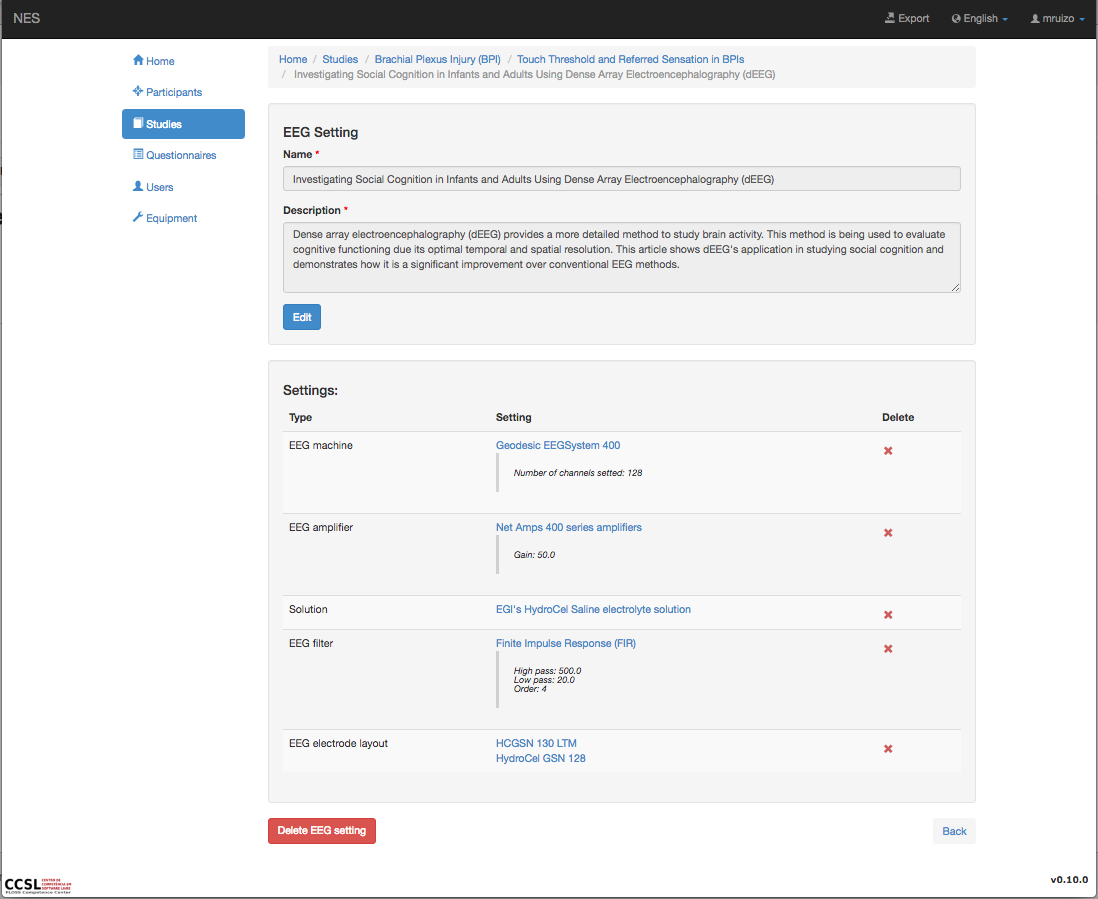 NES
Export
English
mruizo
Home
Participants
Studies
Questionnaires
Users
Equipment
Home / Studies / Brachial Plexus Injury (BPI) / Touch Threshold and Referred Sensation in BPIs
/ Investigating Social Cognition in Infants and Adults Using Dense Array Electroencephalography (dEEG)
EEG Setting
Name *
Investigating Social Cognition in Infants and Adults Using Dense Array Electroencephalography (dEEG)
Description *
Dense array electroencephalography (dEEG) provides a more detailed method to study brain activity. This method is being used to evaluate
cognitive functioning due its optimal temporal and spatial resolution. This article shows dEEG's application in studying social cognition and
demonstrates how it is a significant improvement over conventional EEG methods.
Edit
Settings:
Type Setting Delete
EEG machine Geodesic EEGSystem 400
Number of channels setted: 128
EEG amplifier Net Amps 400 series amplifiers
Gain: 50.0
Solution EGI's HydroCel Saline electrolyte solution
EEG filter Finite Impulse Response (FIR)
High pass: 500.0
Low pass: 20.0
Order: 4
EEG electrode layout HCGSN 130 LTM
HydroCel GSN 128
Delete EEG setting
Back
CCSL
CENTRO DE
COMPETÊNCIA EM
SOFTWARE LIVRE
FLOSS Competence Center
v0.10.0